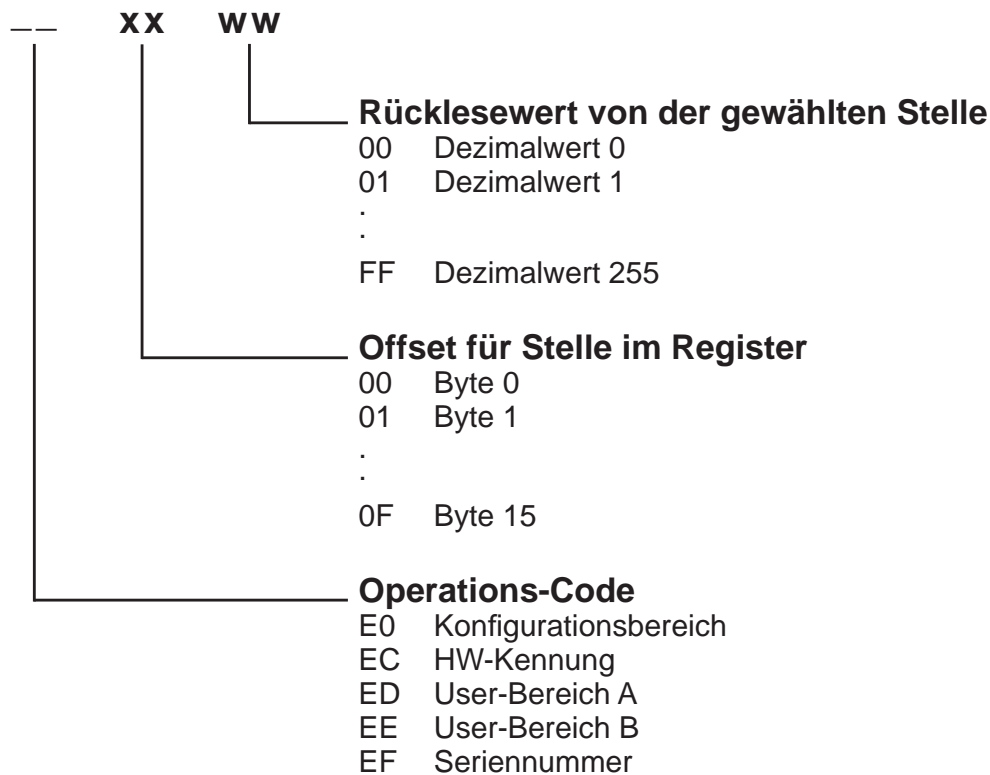 __ xx ww
Rücklesewert von der gewählten Stelle
00 Dezimalwert 0
01 Dezimalwert 1
.
.
FF Dezimalwert 255
Offset für Stelle im Register
00 Byte 0
01 Byte 1
.
.
0F Byte 15
Operations-Code
E0 Konfigurationsbereich
EC HW-Kennung
ED User-Bereich A
EE User-Bereich B
EF Seriennummer